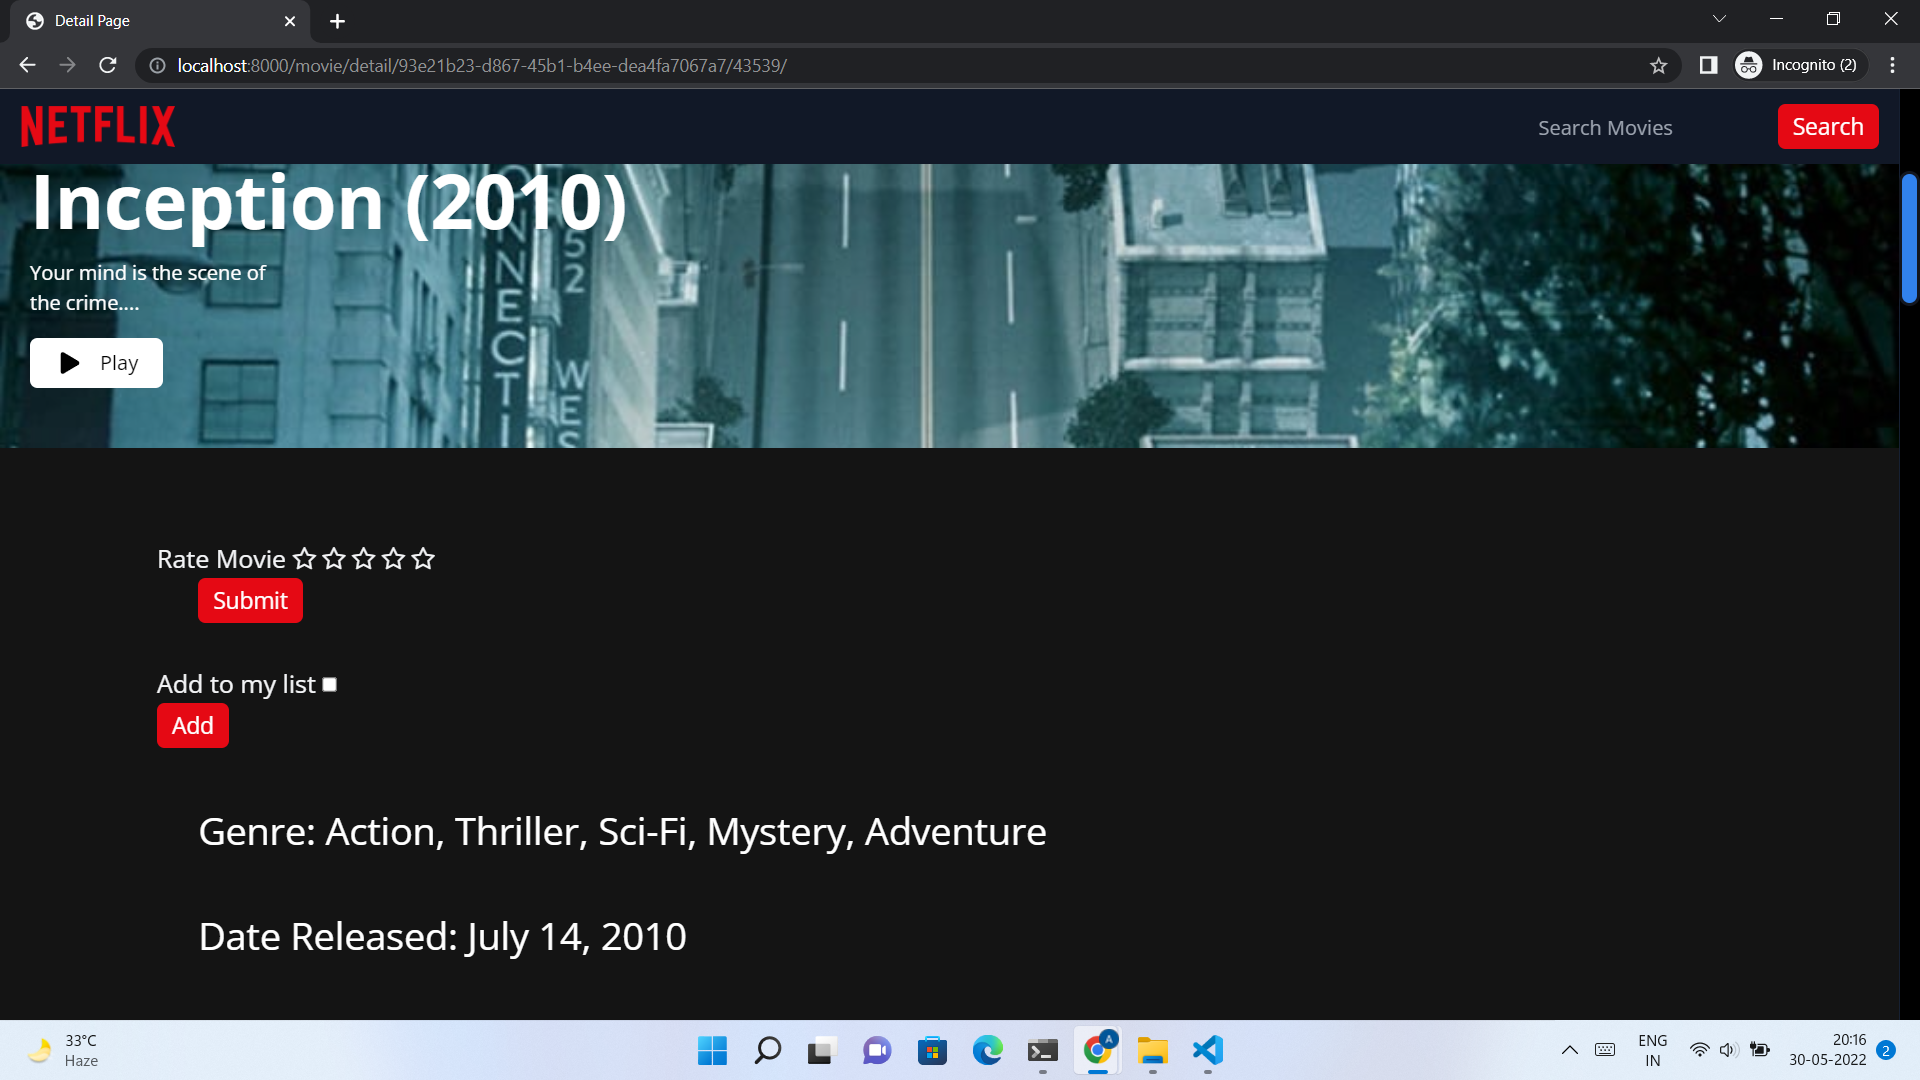 Detail Page
localhost:8000/movie/detail/93e21b23-d867-45b1-b4ee-dea4fa7067a7/43539/
Incognito (2)
NETFLIX
Search Movies
Search
Inception (2010)
Your mind is the scene of
the crime....
Play
52
WES
NNECTI
Rate Movie
Submit
Add to my list
Add
Genre: Action, Thriller, Sci-Fi, Mystery, Adventure
Date Released: July 14, 2010
33°C
Haze
A
ENG
IN
20:16
30-05-2022
2